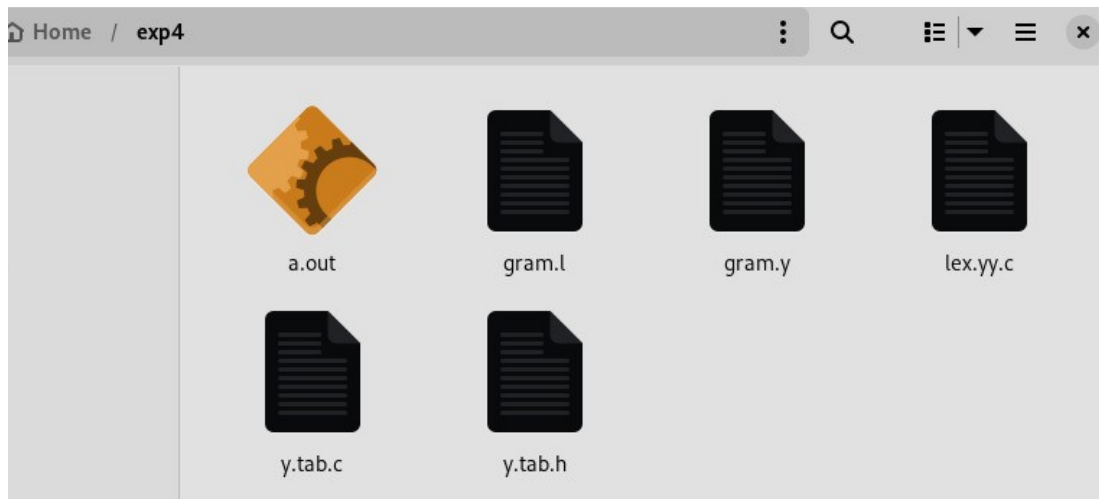 Home / exp4
a.out
gram.l
gram.y
lex.yy.c
y.tab.c
y.tab.h